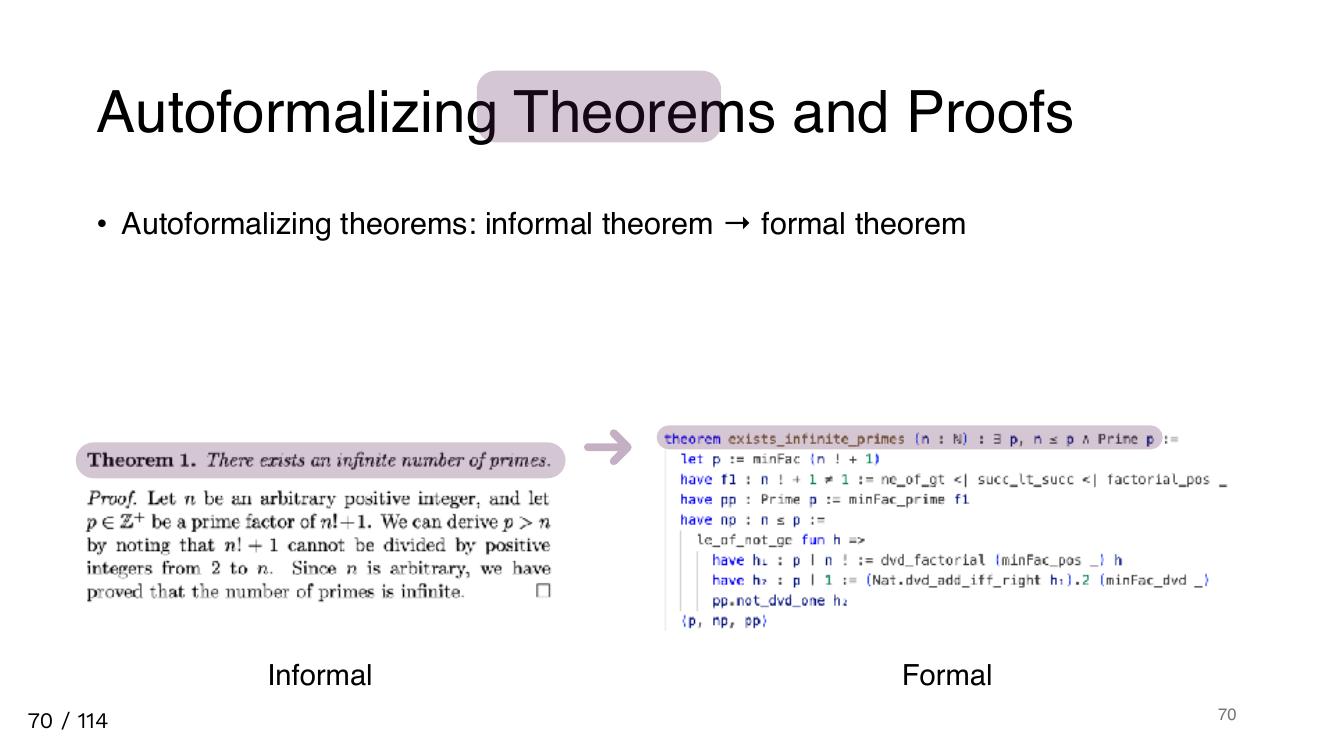 Autoformalizing Theorems and Proofs
• Autoformalizing theorems: informal theorem → formal theorem
Theorem 1. There exists an infinite number of primes.
Proof. Let n be an arbitrary positive integer, and let
p ∈ ℤ⁺ be a prime factor of n!+1. We can derive p > n
by noting that n! + 1 cannot be divided by positive
integers from 2 to n. Since n is arbitrary, we have
proved that the number of primes is infinite. □
theorem exists_infinite_primes (n : ℕ) : ∃ p, n ≤ p ∧ Prime p :=
let p := minFac (n ! + 1)
have f1 : n ! + 1 ≠ 1 := ne_of_gt <| succ_lt_succ <| factorial_pos _
have pp : Prime p := minFac_prime f1
have np : n ≤ p :=
le_of_not_ge fun h =>
have h₁ : p ∣ n ! := dvd_factorial (minFac_pos _) h
have h₂ : p ∣ 1 := (Nat.dvd_add_iff_right h₁).2 (minFac_dvd _)
pp.not_dvd_one h₂
⟨p, np, pp⟩
Informal
Formal
70 / 114
70